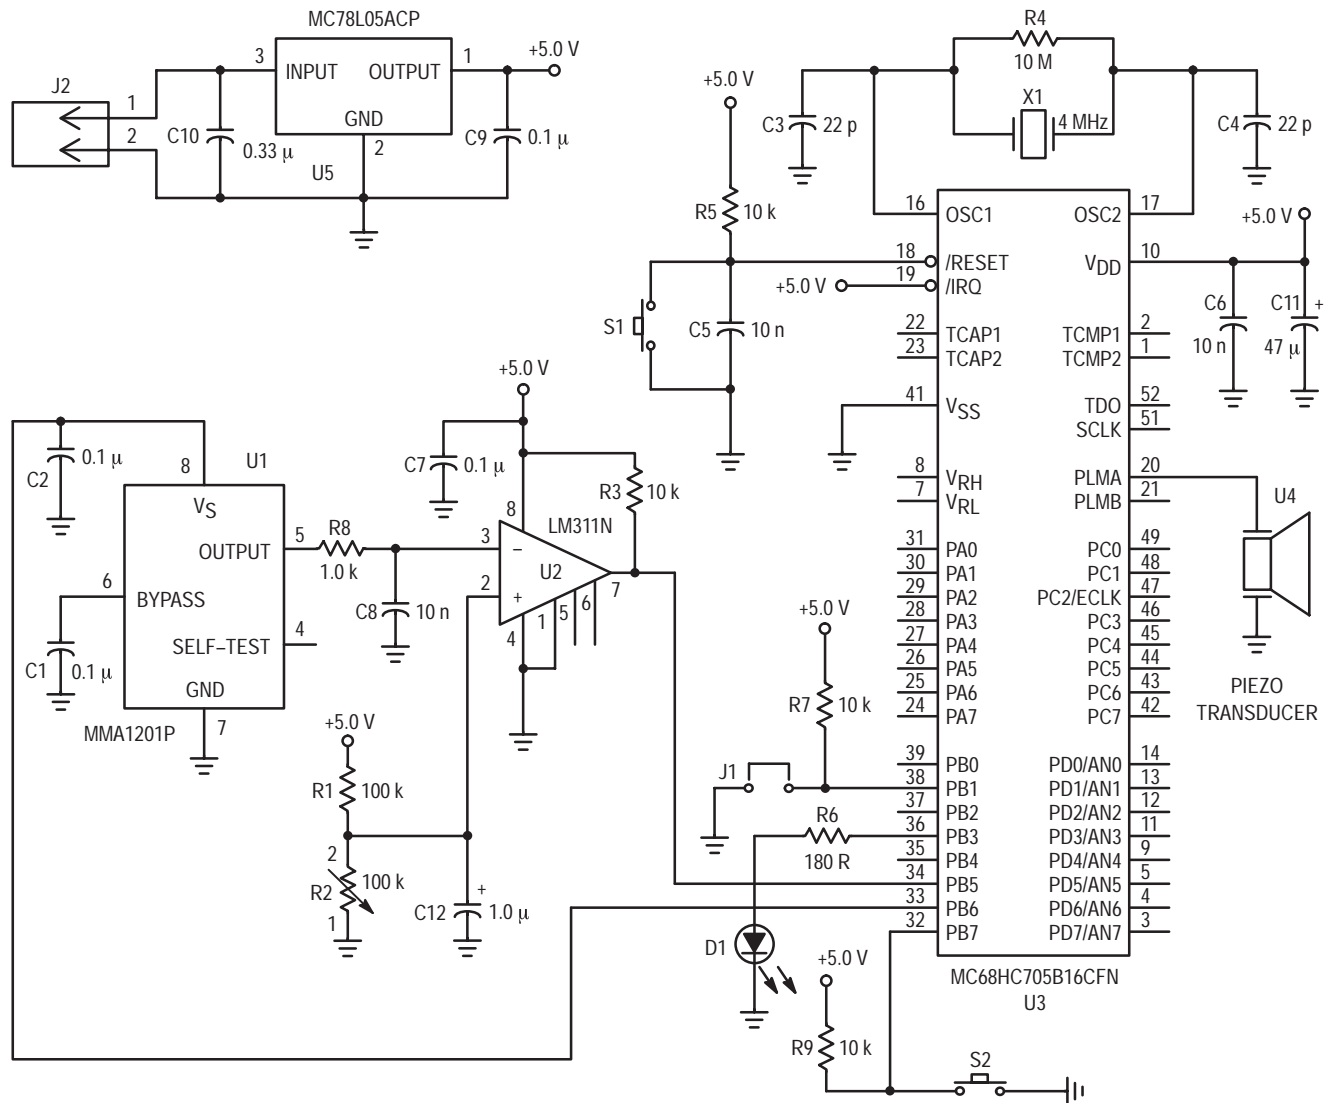 MC78L05ACP
J2
1
2
3
INPUT
OUTPUT
1
+5.0 V
GND
2
C10
0.33 μ
U5
C9
0.1 μ
R4
10 M
X1
4 MHz
C3
22 p
C4
22 p
+5.0 V
R5
10 k
16
OSC1
OSC2
17
+5.0 V
18
/RESET
VDD
10
+5.0 V
19
/IRQ
S1
C5
10 n
C6
10 n
C11
+
47 μ
22
TCAP1
TCMP1
2
23
TCAP2
TCMP2
1
41
VSS
TDO
52
SCLK
51
8
VRH
PLMA
20
7
VRL
PLMB
21
U4
PIEZO
TRANSDUCER
31
PA0
PC0
49
30
PA1
PC1
48
29
PA2
PC2/ECLK
47
28
PA3
PC3
46
27
PA4
PC4
45
26
PA5
PC5
44
25
PA6
PC6
43
24
PA7
PC7
42
39
PB0
PD0/AN0
14
38
PB1
PD1/AN1
13
37
PB2
PD2/AN2
12
36
PB3
PD3/AN3
11
35
PB4
PD4/AN4
9
34
PB5
PD5/AN5
5
33
PB6
PD6/AN6
4
32
PB7
PD7/AN7
3
MC68HC705B16CFN
U3
+5.0 V
C7
0.1 μ
R3
10 k
8
LM311N
3
−
U2
2
+
7
4
1
5
6
C2
0.1 μ
8
U1
VS
OUTPUT
5
R8
1.0 k
C8
10 n
6
BYPASS
SELF–TEST
4
C1
0.1 μ
GND
7
MMA1201P
+5.0 V
R1
100 k
2
R2
100 k
1
C12
+
1.0 μ
+5.0 V
R7
10 k
J1
R6
180 R
D1
+5.0 V
R9
10 k
S2